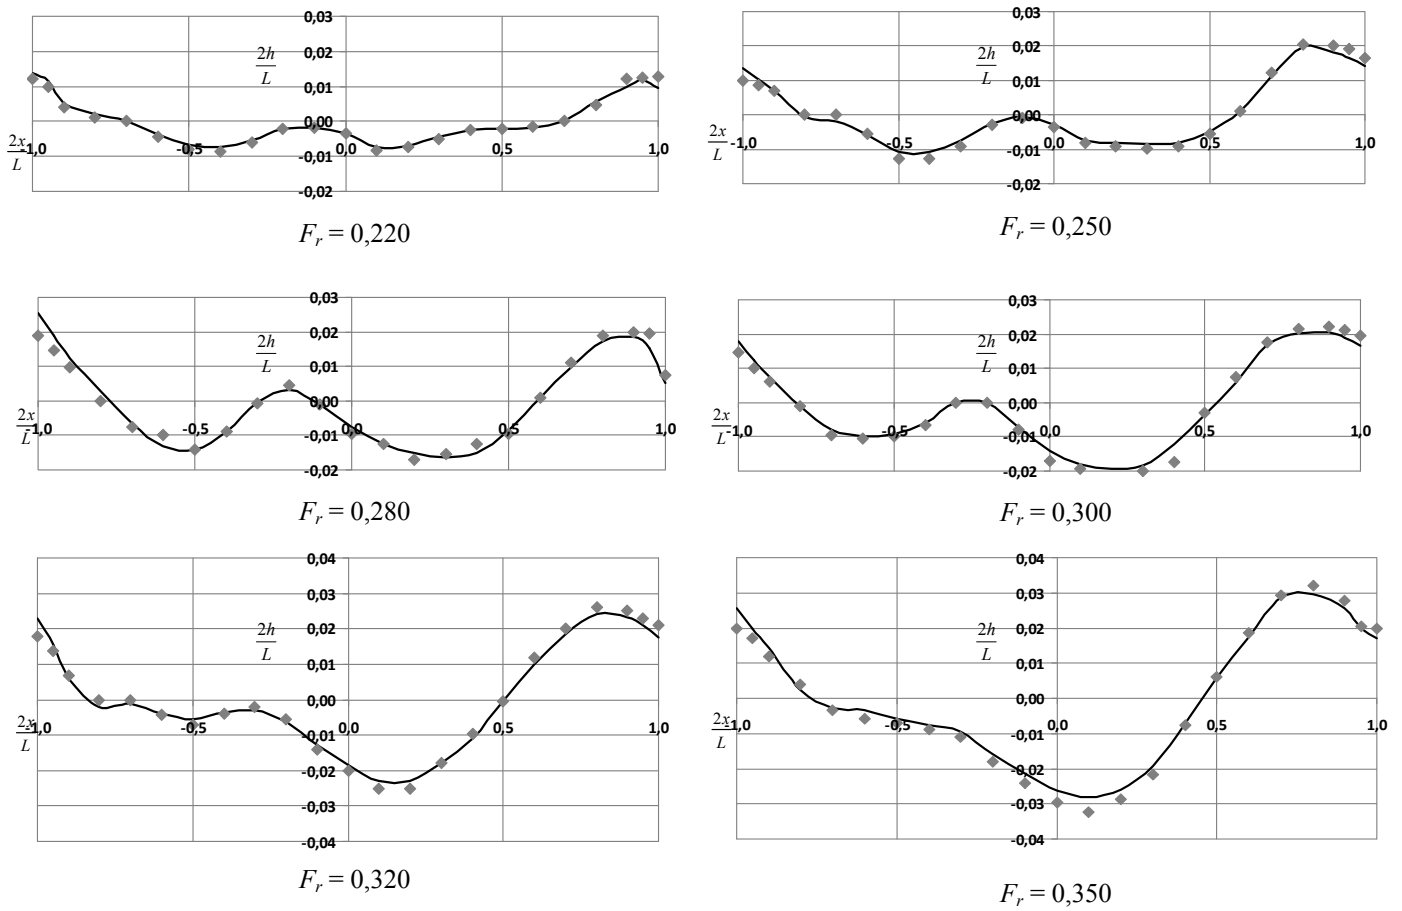 0,03
0,02
2h
L
0,01
0,00
2x
L
-1,0
-0,5
0,0
0,5
1,0
-0,01
-0,02
F_r = 0,220
0,03
0,02
2h
L
0,01
0,00
2x
L
-1,0
-0,5
0,0
0,5
1,0
-0,01
-0,02
F_r = 0,250
0,03
0,02
2h
L
0,01
0,00
2x
L
-1,0
-0,5
0,0
0,5
1,0
-0,01
-0,02
F_r = 0,280
0,03
0,02
2h
L
0,01
0,00
2x
L
-1,0
-0,5
0,0
0,5
1,0
-0,01
-0,02
F_r = 0,300
0,04
0,03
0,02
2h
L
0,01
0,00
2x
L
-1,0
-0,5
0,0
0,5
1,0
-0,01
-0,02
-0,03
-0,04
F_r = 0,320
0,04
0,03
0,02
2h
L
0,01
0,00
2x
L
-1,0
-0,5
0,0
0,5
1,0
-0,01
-0,02
-0,03
-0,04
F_r = 0,350